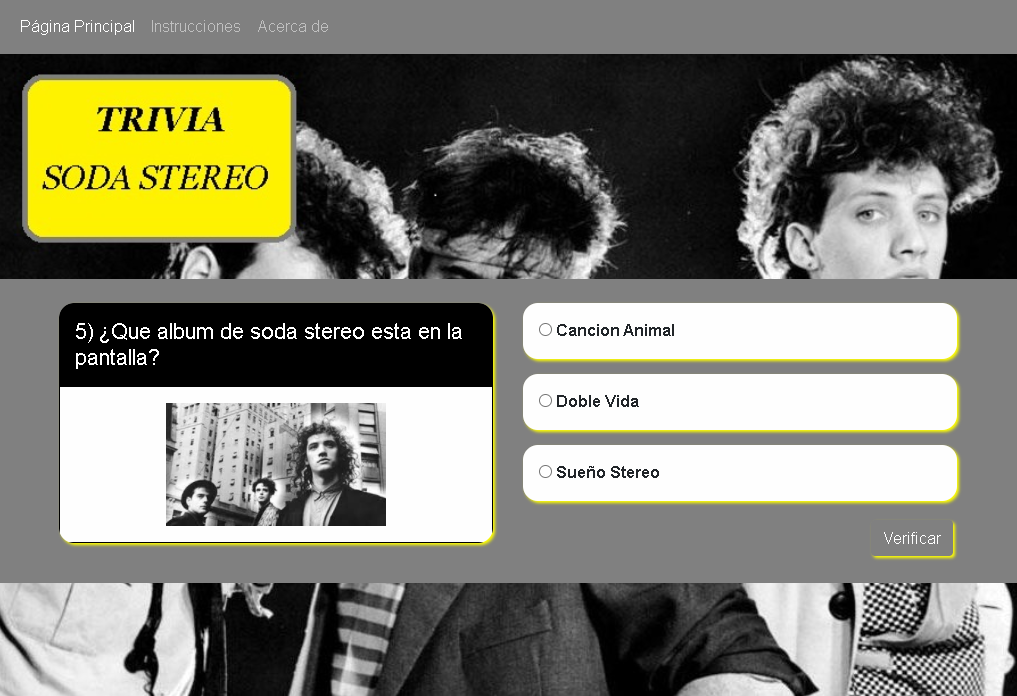 Página Principal Instrucciones Acerca de
TRIVIA
SODA STEREO
5) ¿Que album de soda stereo esta en la
pantalla?
Cancion Animal
Doble Vida
Sueño Stereo
Verificar